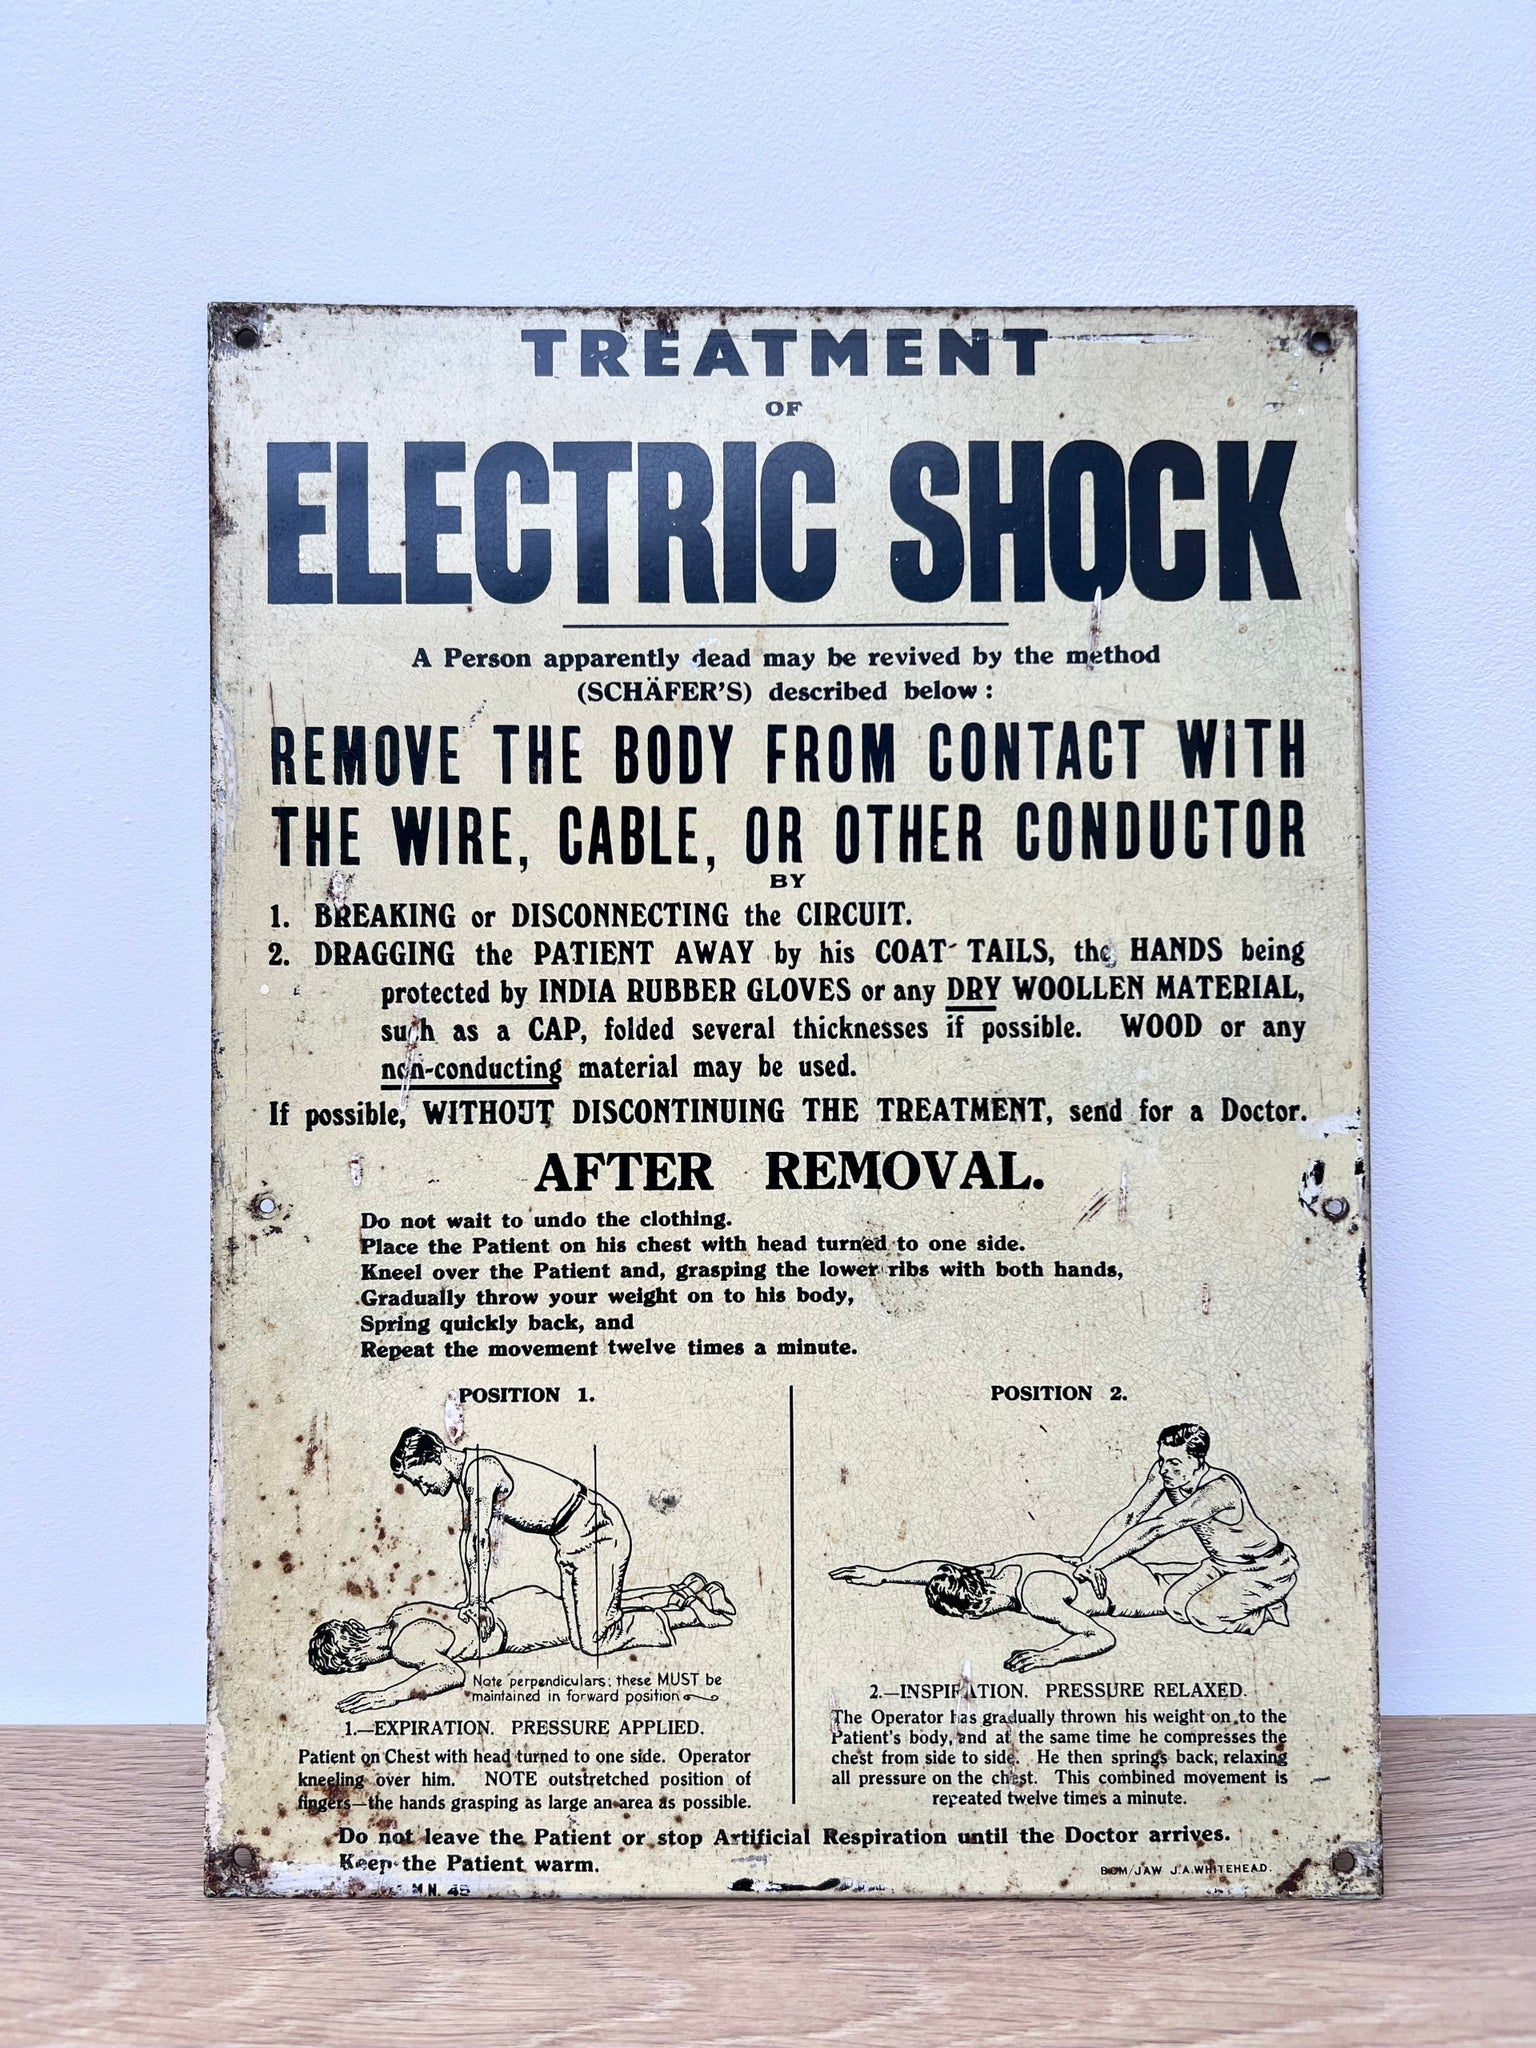 TREATMENT
OF
ELECTRIC SHOCK
A Person apparently dead may be revived by the method
(SCHÄFER'S) described below :
REMOVE THE BODY FROM CONTACT WITH
THE WIRE, CABLE, OR OTHER CONDUCTOR
BY
1. BREAKING or DISCONNECTING the CIRCUIT.
2. DRAGGING the PATIENT AWAY by his COAT TAILS, the HANDS being
protected by INDIA RUBBER GLOVES or any DRY WOOLLEN MATERIAL,
such as a CAP, folded several thicknesses if possible. WOOD or any
non-conducting material may be used.
If possible, WITHOUT DISCONTINUING THE TREATMENT, send for a Doctor.
AFTER REMOVAL.
Do not wait to undo the clothing.
Place the Patient on his chest with head turned to one side.
Kneel over the Patient and, grasping the lower ribs with both hands,
Gradually throw your weight on to his body,
Spring quickly back, and
Repeat the movement twelve times a minute.
POSITION 1.
Note perpendiculars: these MUST be
maintained in forward position
1.—EXPIRATION. PRESSURE APPLIED.
Patient on Chest with head turned to one side. Operator
kneeling over him. NOTE outstretched position of
fingers—the hands grasping as large an area as possible.
POSITION 2.
2.—INSPIRATION. PRESSURE RELAXED.
The Operator has gradually thrown his weight on to the
Patient's body, and at the same time he compresses the
chest from side to side. He then springs back, relaxing
all pressure on the chest. This combined movement is
repeated twelve times a minute.
Do not leave the Patient or stop Artificial Respiration until the Doctor arrives.
Keep the Patient warm.
BCM/JAW J.A.WHITEHEAD.
M.N. 45